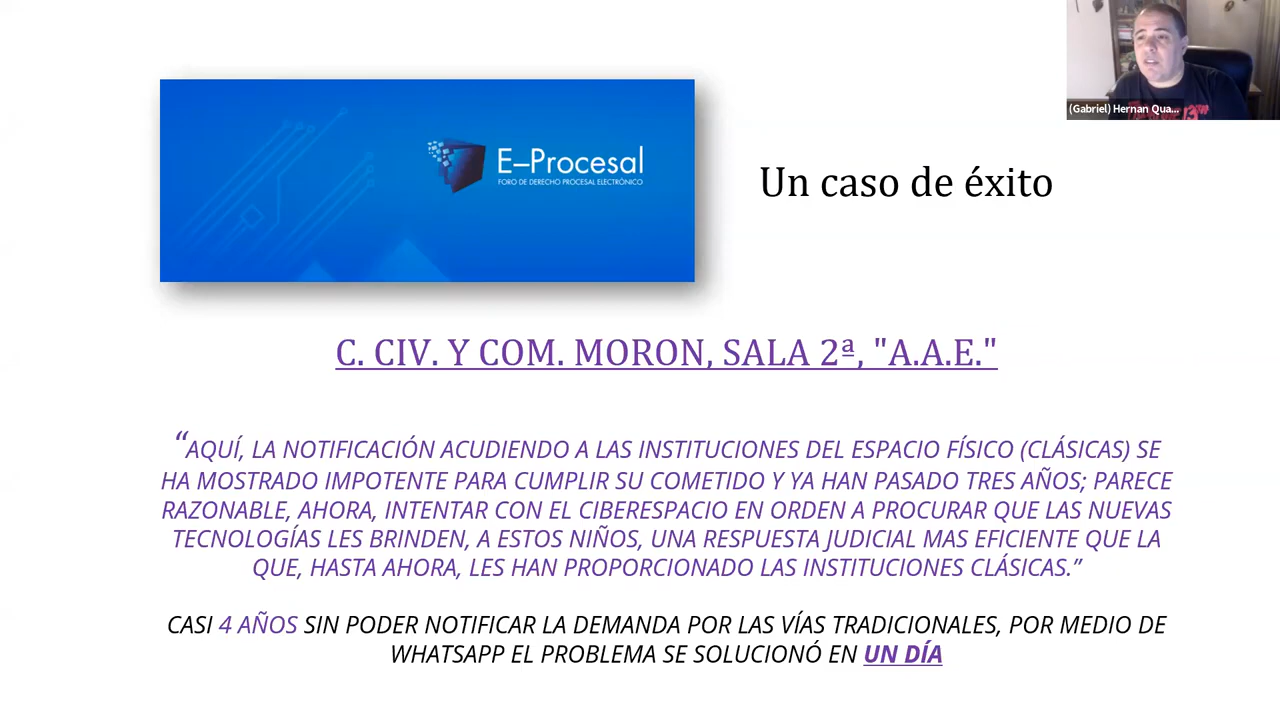 (Gabriel) Hernan Qua...
E-Procesal
FORO DE DERECHO PROCESAL ELECTRÓNICO
Un caso de éxito
C. CIV. Y COM. MORON, SALA 2ª, "A.A.E."
“AQUÍ, LA NOTIFICACIÓN ACUDIENDO A LAS INSTITUCIONES DEL ESPACIO FÍSICO (CLÁSICAS) SE
HA MOSTRADO IMPOTENTE PARA CUMPLIR SU COMETIDO Y YA HAN PASADO TRES AÑOS; PARECE
RAZONABLE, AHORA, INTENTAR CON EL CIBERESPACIO EN ORDEN A PROCURAR QUE LAS NUEVAS
TECNOLOGÍAS LES BRINDEN, A ESTOS NIÑOS, UNA RESPUESTA JUDICIAL MAS EFICIENTE QUE LA
QUE, HASTA AHORA, LES HAN PROPORCIONADO LAS INSTITUCIONES CLÁSICAS.”
CASI 4 AÑOS SIN PODER NOTIFICAR LA DEMANDA POR LAS VÍAS TRADICIONALES, POR MEDIO DE
WHATSAPP EL PROBLEMA SE SOLUCIONÓ EN UN DÍA